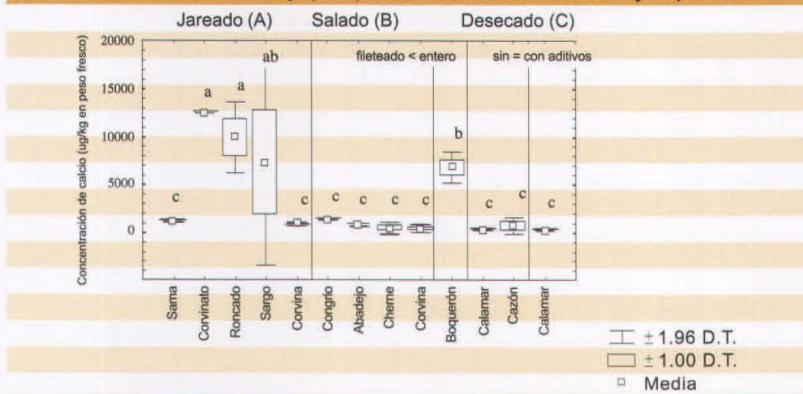 Jareado (A) Salado (B) Desecado (C)
Concentración de calcio (ug/kg en peso fresco)
20000
15000
10000
5000
0
fileteado < entero
sin = con aditivos
c
a
a
ab
c
c
c
c
c
b
c
c
c
Sama
Corvinato
Roncado
Sargo
Corvina
Congrio
Abadejo
Cherne
Corvina
Boquerón
Calamar
Cazón
Calamar
± 1.96 D.T.
± 1.00 D.T.
Media